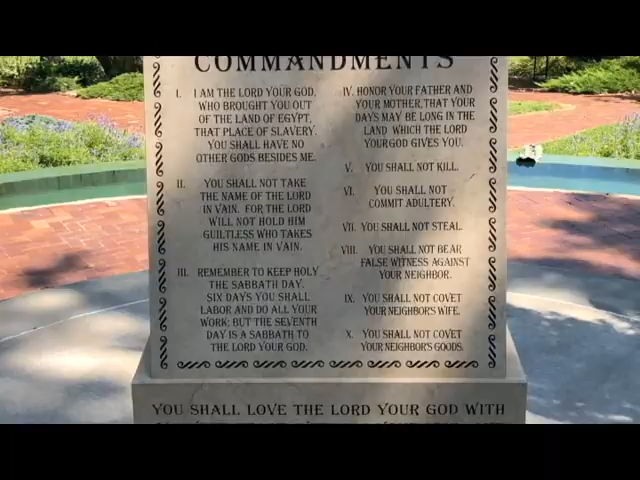 COMMANDMENTS
I. I AM THE LORD YOUR GOD,
WHO BROUGHT YOU OUT
OF THE LAND OF EGYPT,
THAT PLACE OF SLAVERY.
YOU SHALL HAVE NO
OTHER GODS BESIDES ME.
II. YOU SHALL NOT TAKE
THE NAME OF THE LORD
IN VAIN. FOR THE LORD
WILL NOT HOLD HIM
GUILTLESS WHO TAKES
HIS NAME IN VAIN.
III. REMEMBER TO KEEP HOLY
THE SABBATH DAY.
SIX DAYS YOU SHALL
LABOR AND DO ALL YOUR
WORK; BUT THE SEVENTH
DAY IS A SABBATH TO
THE LORD YOUR GOD.
IV. HONOR YOUR FATHER AND
YOUR MOTHER, THAT YOUR
DAYS MAY BE LONG IN THE
LAND WHICH THE LORD
YOUR GOD GIVES YOU.
V. YOU SHALL NOT KILL.
VI. YOU SHALL NOT
COMMIT ADULTERY.
VII. YOU SHALL NOT STEAL.
VIII. YOU SHALL NOT BEAR
FALSE WITNESS AGAINST
YOUR NEIGHBOR.
IX. YOU SHALL NOT COVET
YOUR NEIGHBOR'S WIFE.
X. YOU SHALL NOT COVET
YOUR NEIGHBOR'S GOODS.
YOU SHALL LOVE THE LORD YOUR GOD WITH